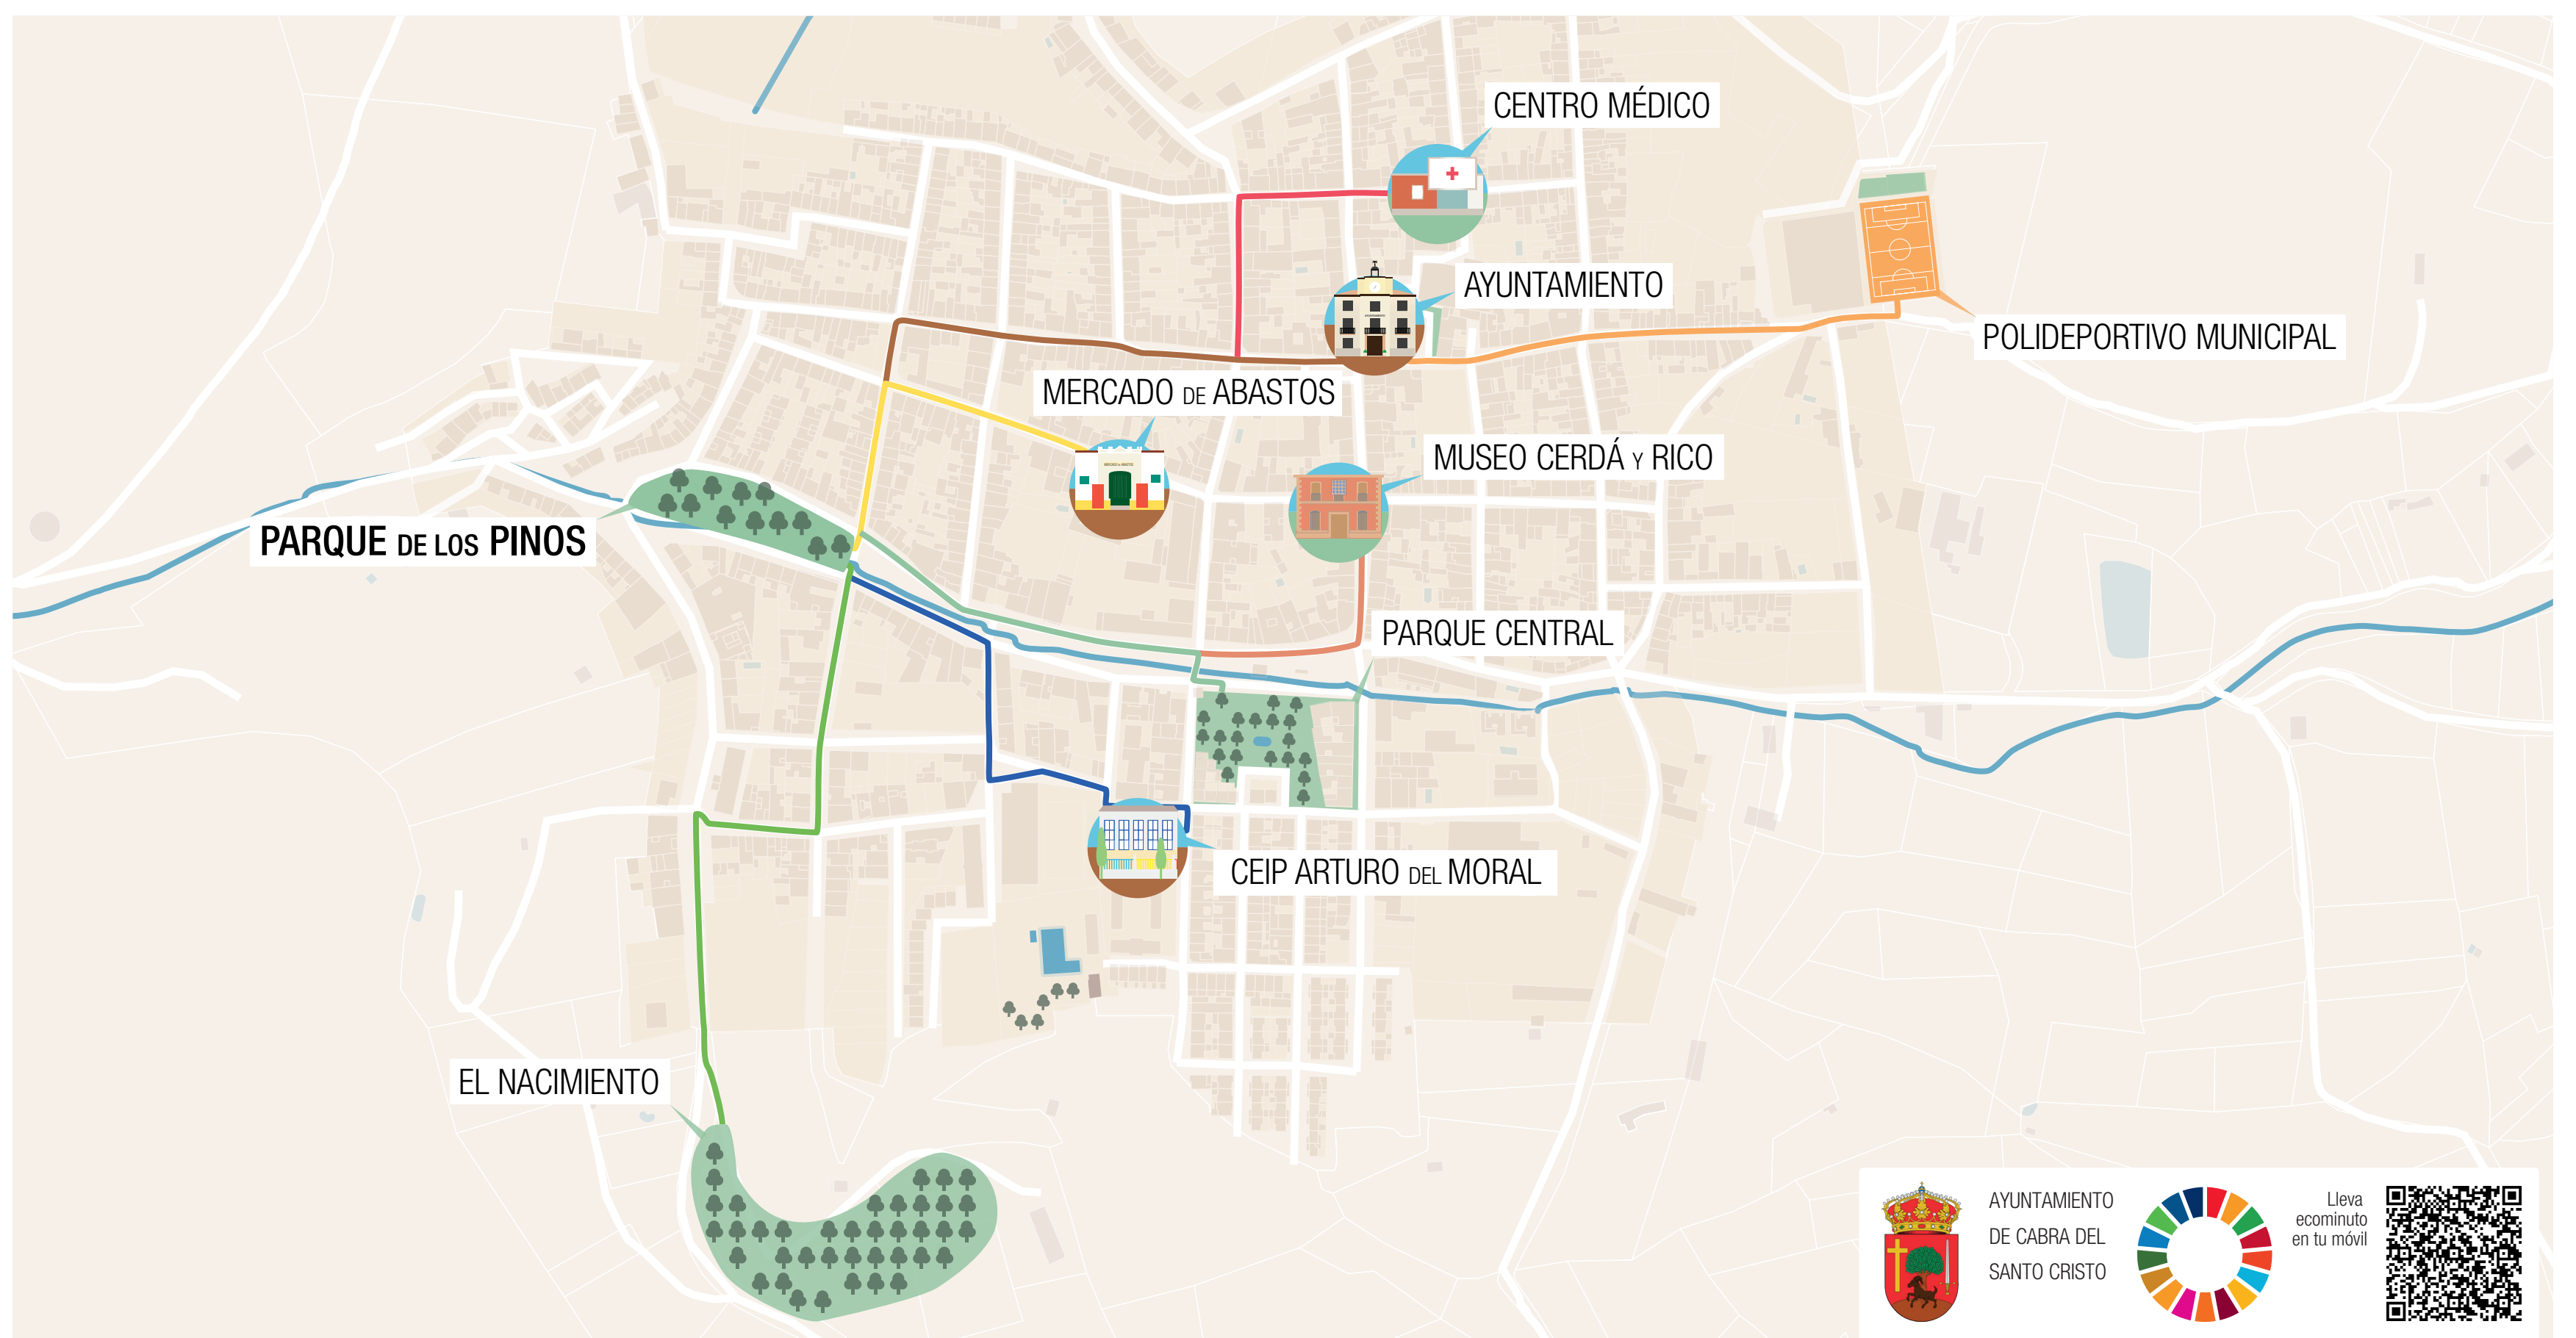 CENTRO MÉDICO
AYUNTAMIENTO
POLIDEPORTIVO MUNICIPAL
MERCADO DE ABASTOS
MUSEO CERDÁ Y RICO
PARQUE DE LOS PINOS
PARQUE CENTRAL
CEIP ARTURO DEL MORAL
EL NACIMIENTO
AYUNTAMIENTO
DE CABRA DEL
SANTO CRISTO
Lleva
ecominuto
en tu móvil